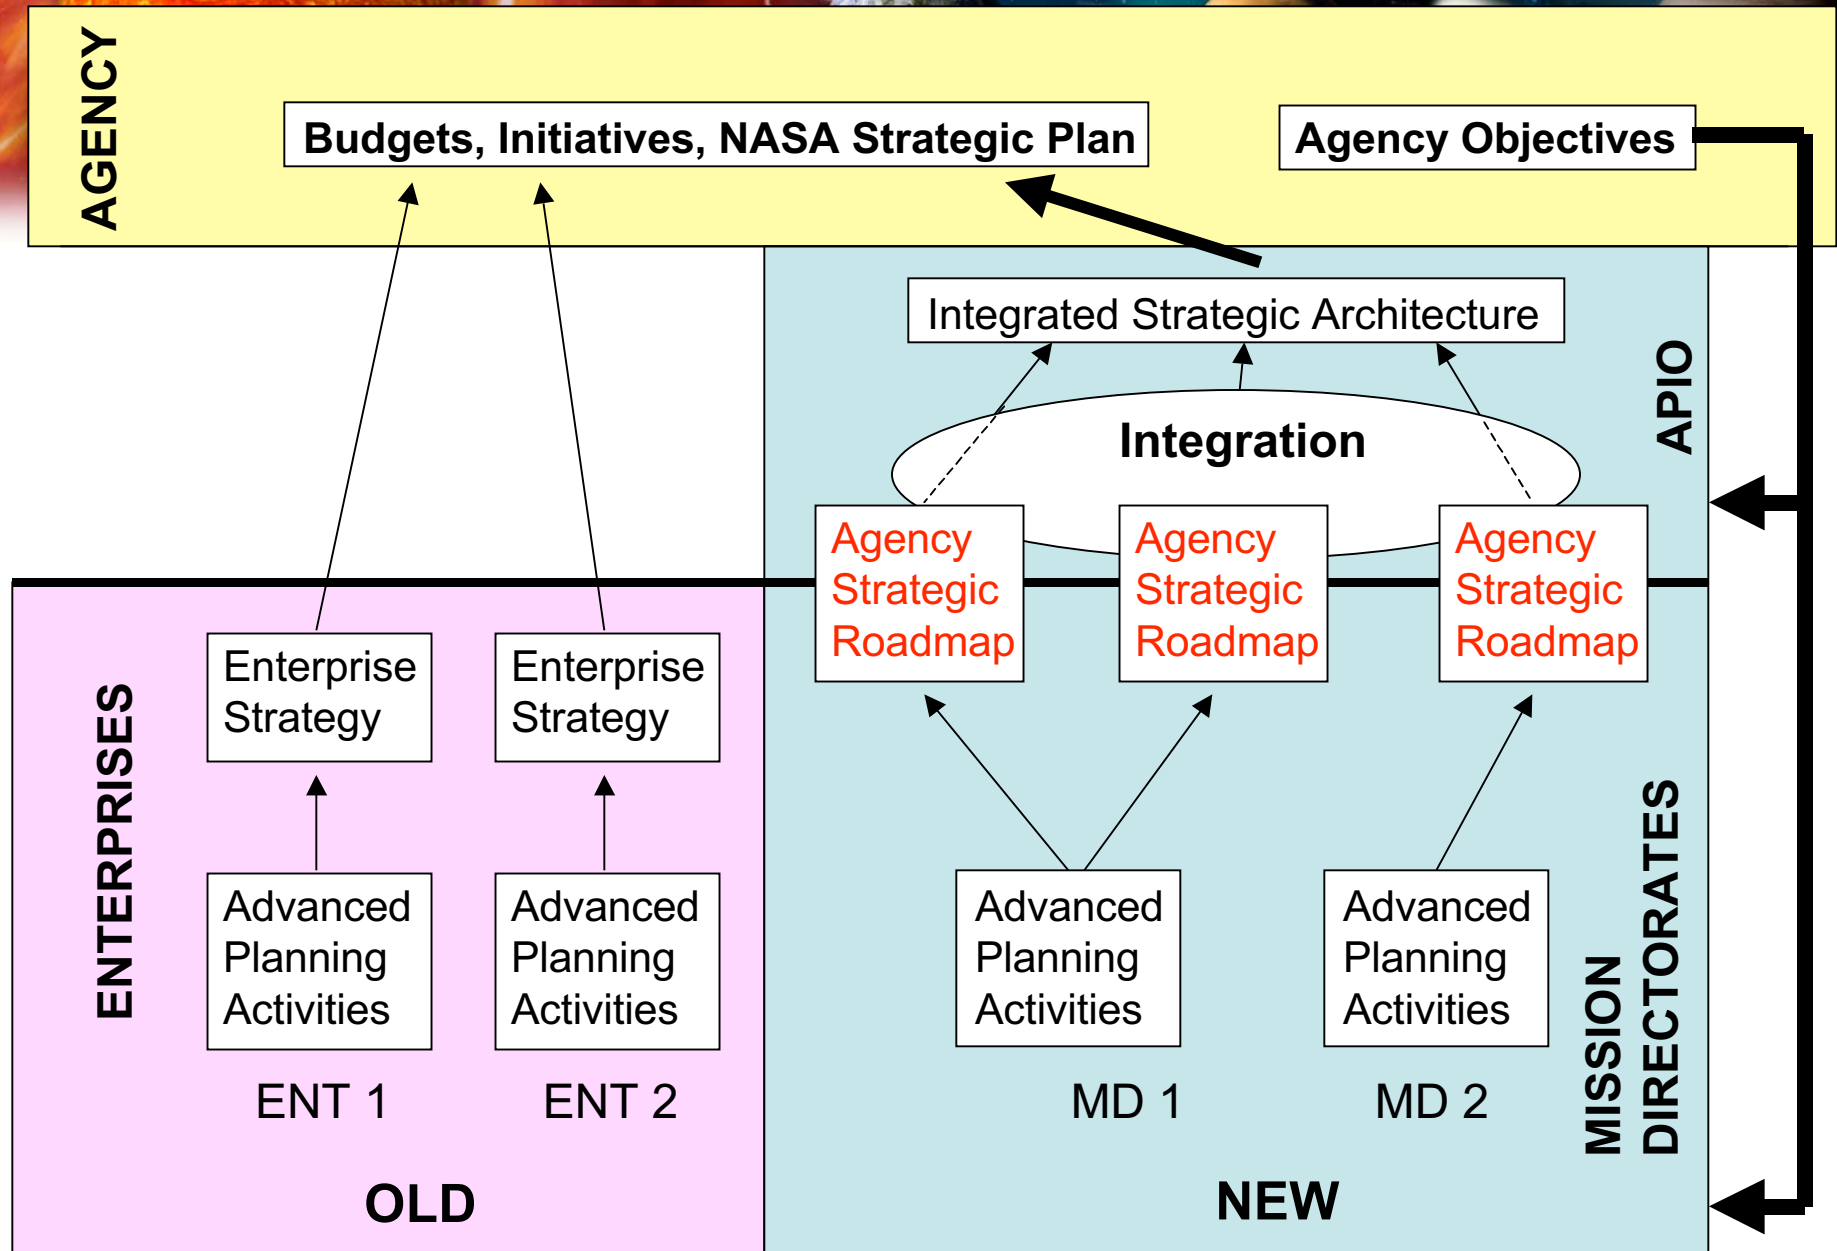 AGENCY
Budgets, Initiatives, NASA Strategic Plan
Agency Objectives
Integrated Strategic Architecture
APIO
Integration
Agency
Strategic
Roadmap
Agency
Strategic
Roadmap
Agency
Strategic
Roadmap
ENTERPRISES
Enterprise
Strategy
Enterprise
Strategy
Advanced
Planning
Activities
Advanced
Planning
Activities
Advanced
Planning
Activities
Advanced
Planning
Activities
MISSION
DIRECTORATES
ENT 1
ENT 2
MD 1
MD 2
OLD
NEW